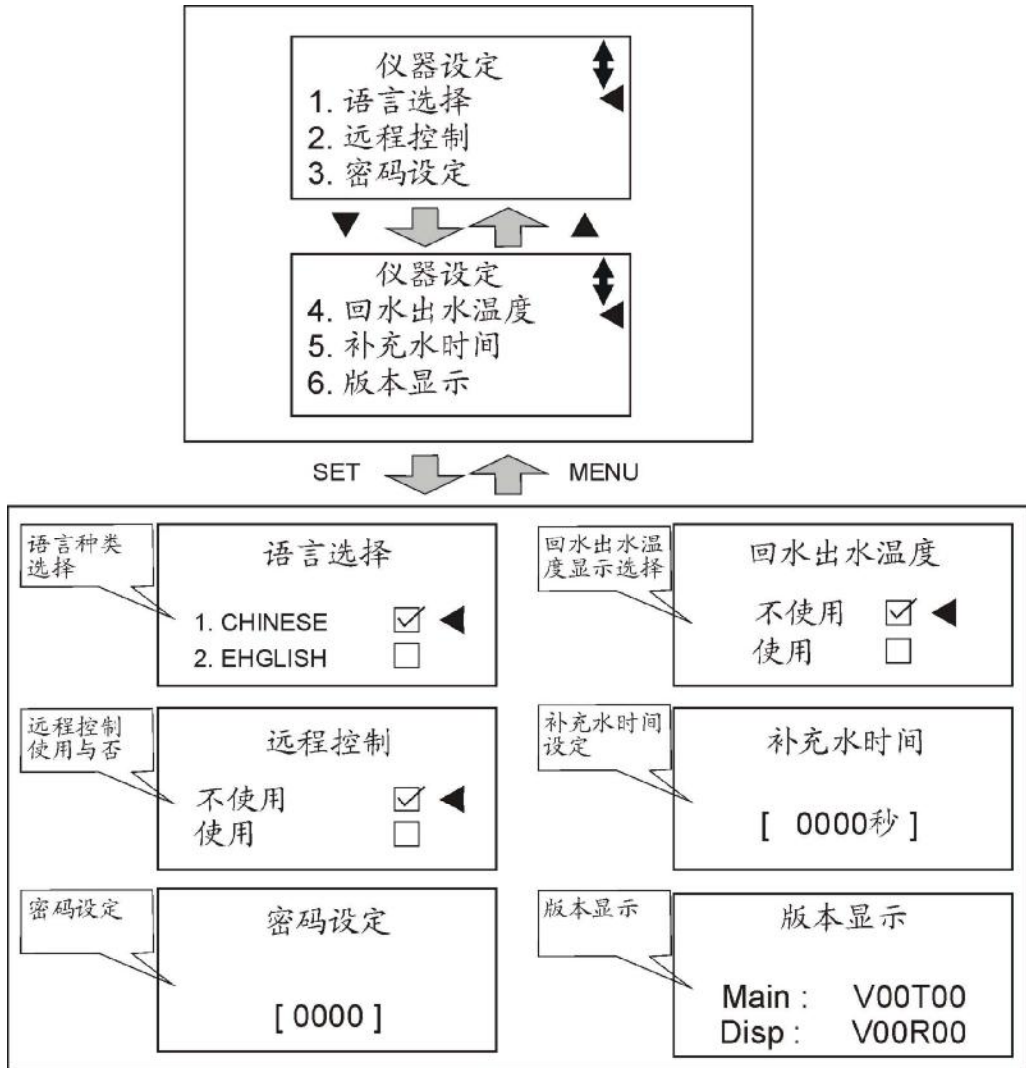 仪器设定
1. 语言选择
2. 远程控制
3. 密码设定
仪器设定
4. 回水出水温度
5. 补充水时间
6. 版本显示
SET
MENU
语言种类
选择
语言选择
1. CHINESE
2. EHGLISH
回水出水温
度显示选择
回水出水温度
不使用
使用
远程控制
使用与否
远程控制
不使用
使用
补充水时间
设定
补充水时间
[ 0000秒 ]
密码设定
密码设定
[ 0000 ]
版本显示
版本显示
Main : V00T00
Disp : V00R00